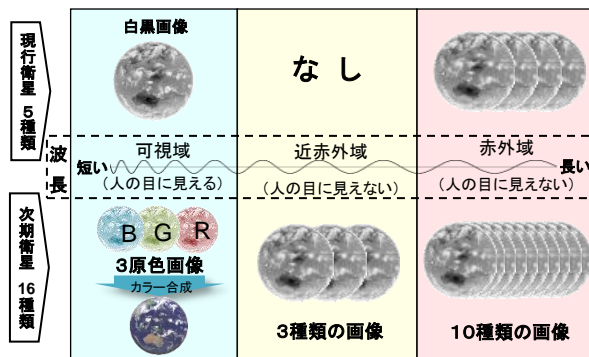 現行衛星 5種類
白黒画像
なし
波長
可視域
近赤外域
赤外域
短い
長い
(人の目に見える)
(人の目に見えない)
(人の目に見えない)
次期衛星 16種類
B G R
3原色画像
カラー合成
3種類の画像
10種類の画像